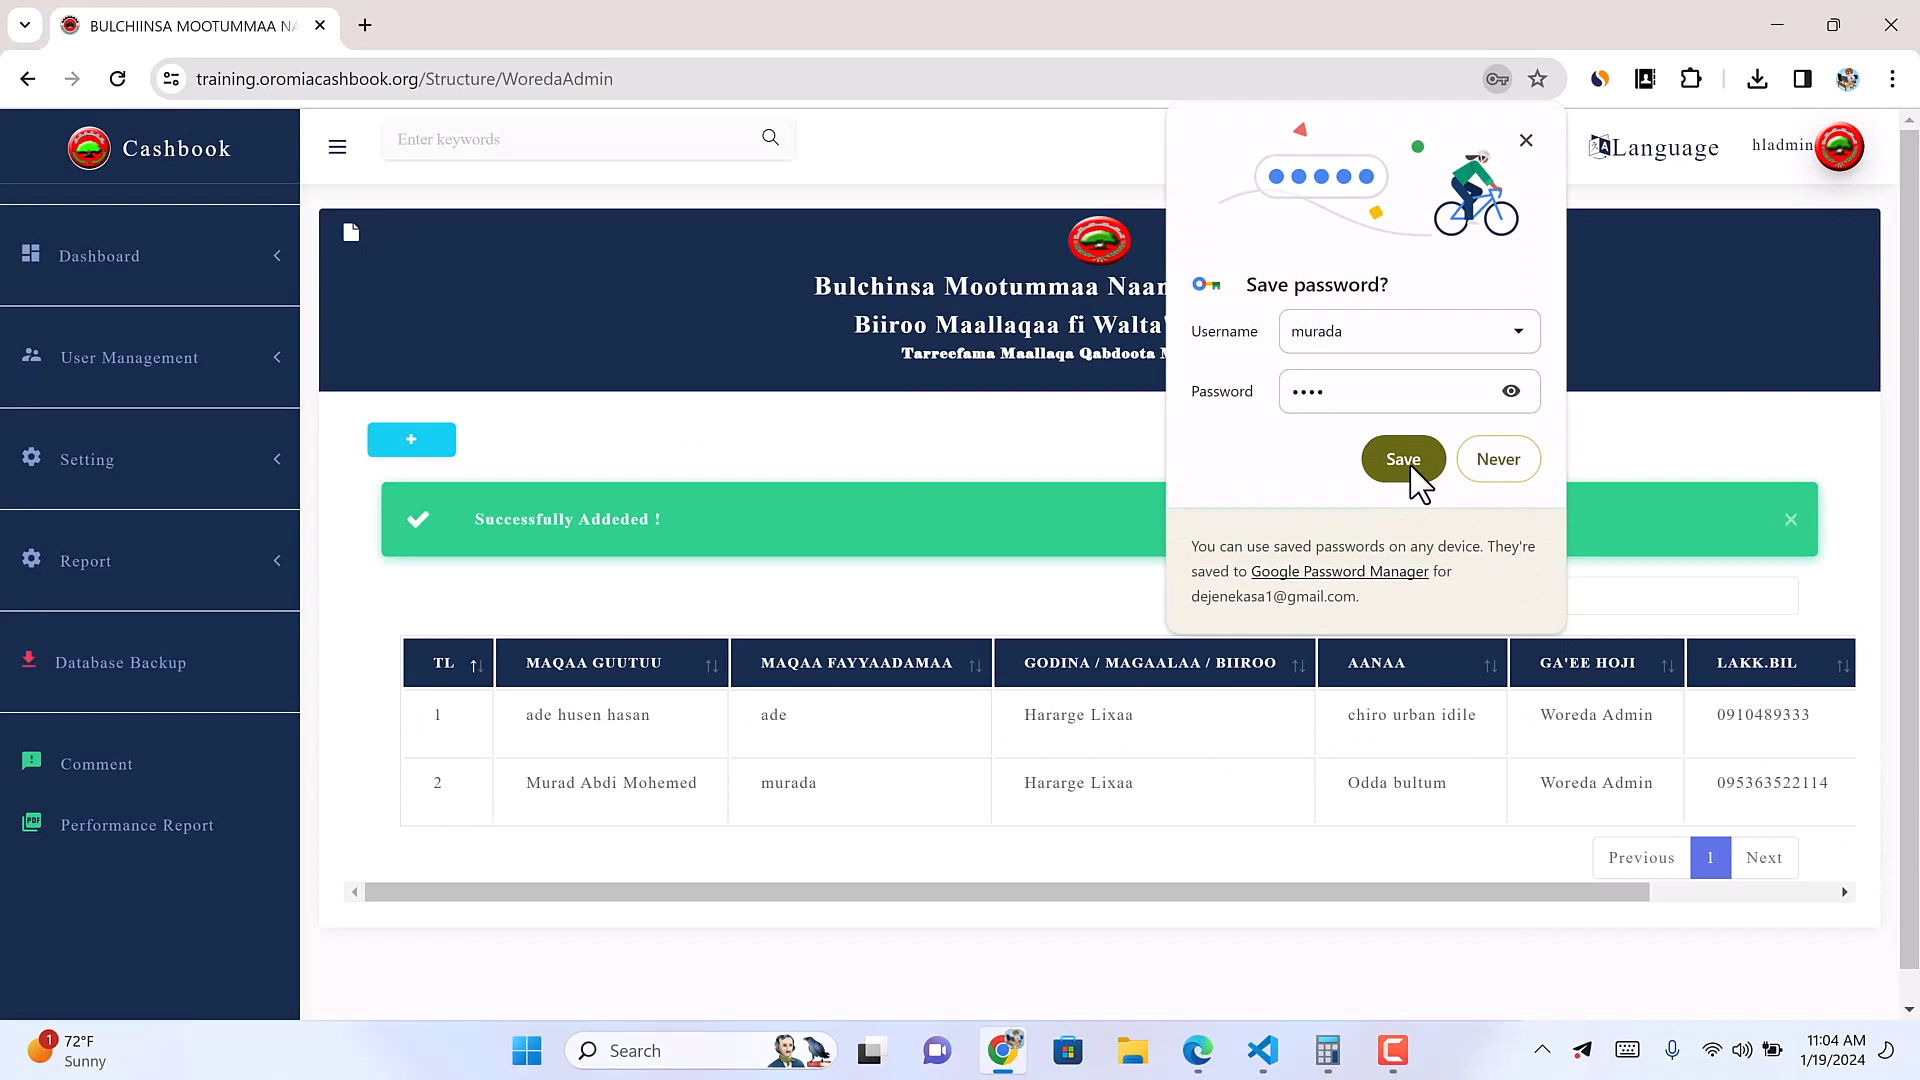 BULCHIINSA MOOTUMMAA NA
training.oromiacashbook.org/Structure/WoredaAdmin
Cashbook
Enter keywords
Language
hladmin
Dashboard
User Management
Setting
Report
Database Backup
Comment
Performance Report
Bulchinsa Mootummaa Naan
Biiroo Maallaqaa fi Walta'
Tarreefama Maallaqa Qabdoota M
+
Successfully Addeded !
Save password?
Username
murada
Password
••••
Save
Never
You can use saved passwords on any device. They're
saved to Google Password Manager for
dejenekasa1@gmail.com.
TL MAQAA GUUTUU MAQAA FAYYAADAMAA GODINA / MAGAALAA / BIIROO AANAA GA'EE HOJI LAKK.BIL
1 ade husen hasan ade Hararge Lixaa chiro urban idile Woreda Admin 0910489333
2 Murad Abdi Mohemed murada Hararge Lixaa Odda bultum Woreda Admin 095363522114
Previous 1 Next
1
72°F
Sunny
Search
11:04 AM
1/19/2024